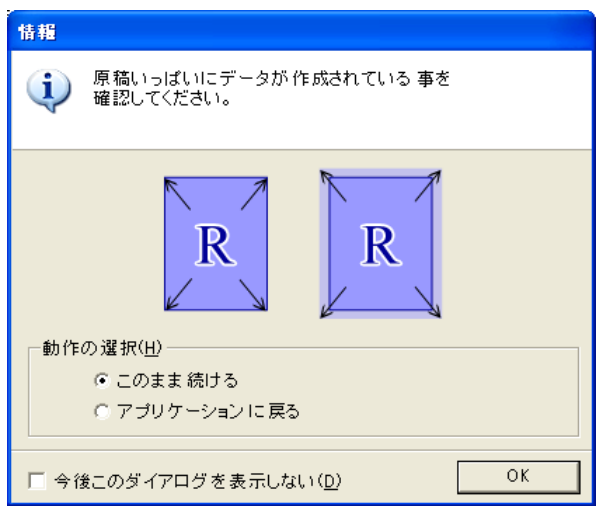 情報
原稿いっぱいにデータが作成されている事を
確認してください。
R R
動作の選択(H)
このまま続ける
アプリケーションに戻る
今後このダイアログを表示しない(D)
OK